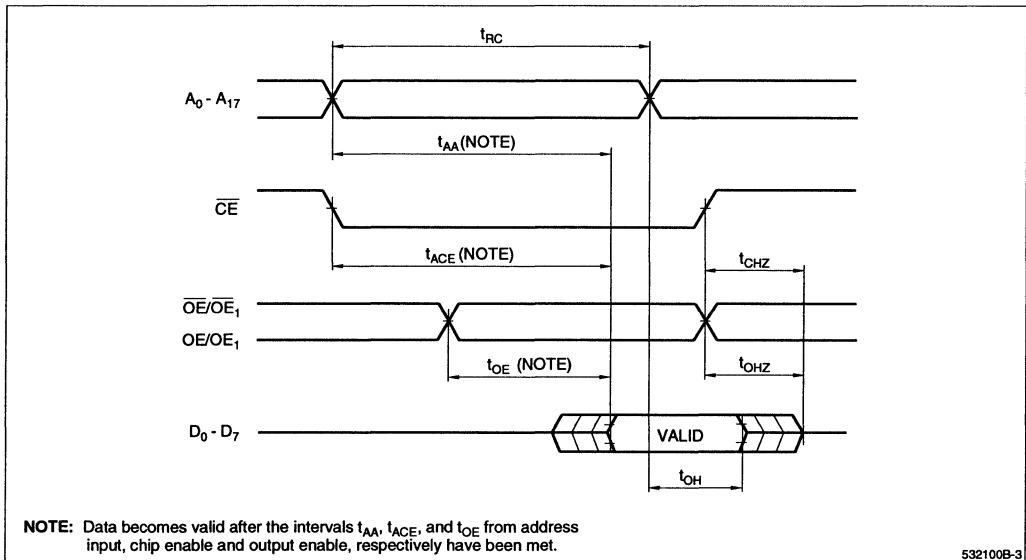 tRC
A0 - A17
tAA (NOTE)
CE
tACE (NOTE)
tCHZ
OE/OE1
OE/OE1
tOE (NOTE)
tOHZ
D0 - D7
VALID
tOH
NOTE: Data becomes valid after the intervals tAA, tACE, and tOE from address
input, chip enable and output enable, respectively have been met.
532100B-3